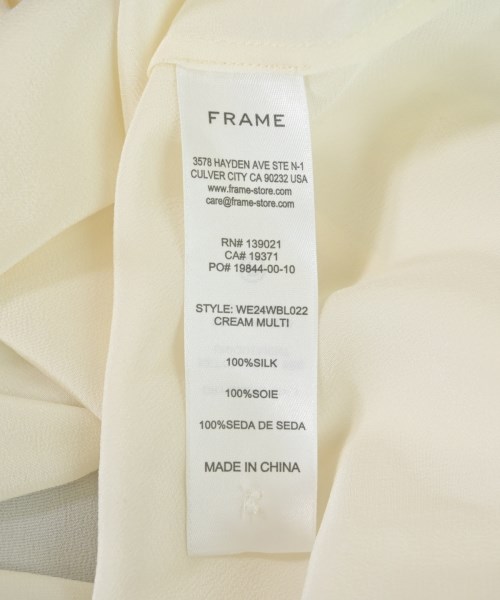 FRAME
3578 HAYDEN AVE STE N-1
CULVER CITY CA 90232 USA
www.frame-store.com
care@frame-store.com
RN# 139021
CA# 19371
PO# 19844-00-10
STYLE: WE24WBL022
CREAM MULTI
100%SILK
100%SOIE
100%SEDA DE SEDA
MADE IN CHINA